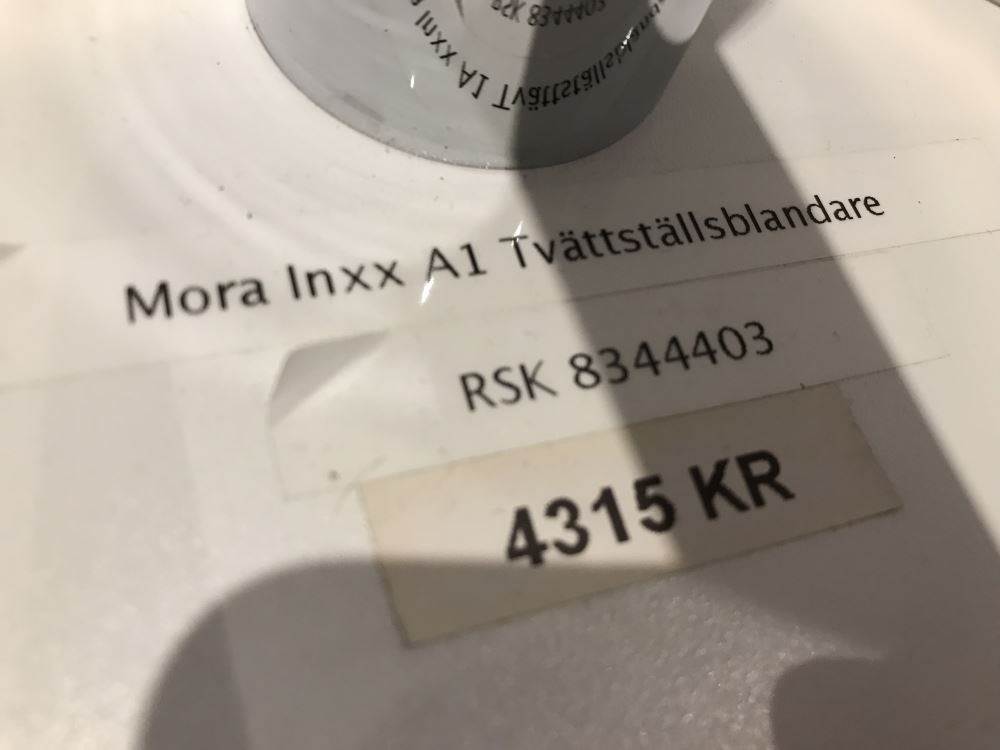 Mora Inxx A1 Tvättställsblandare
RSK 8344403
4315 KR